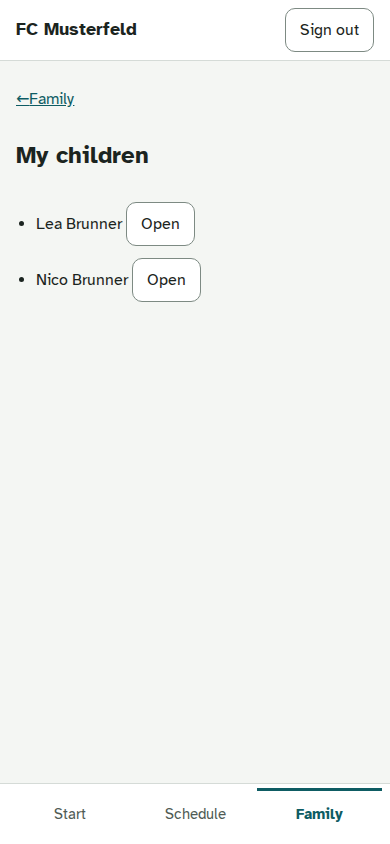 FC Musterfeld Sign out
←Family
My children
• Lea Brunner Open
• Nico Brunner Open
Start Schedule Family